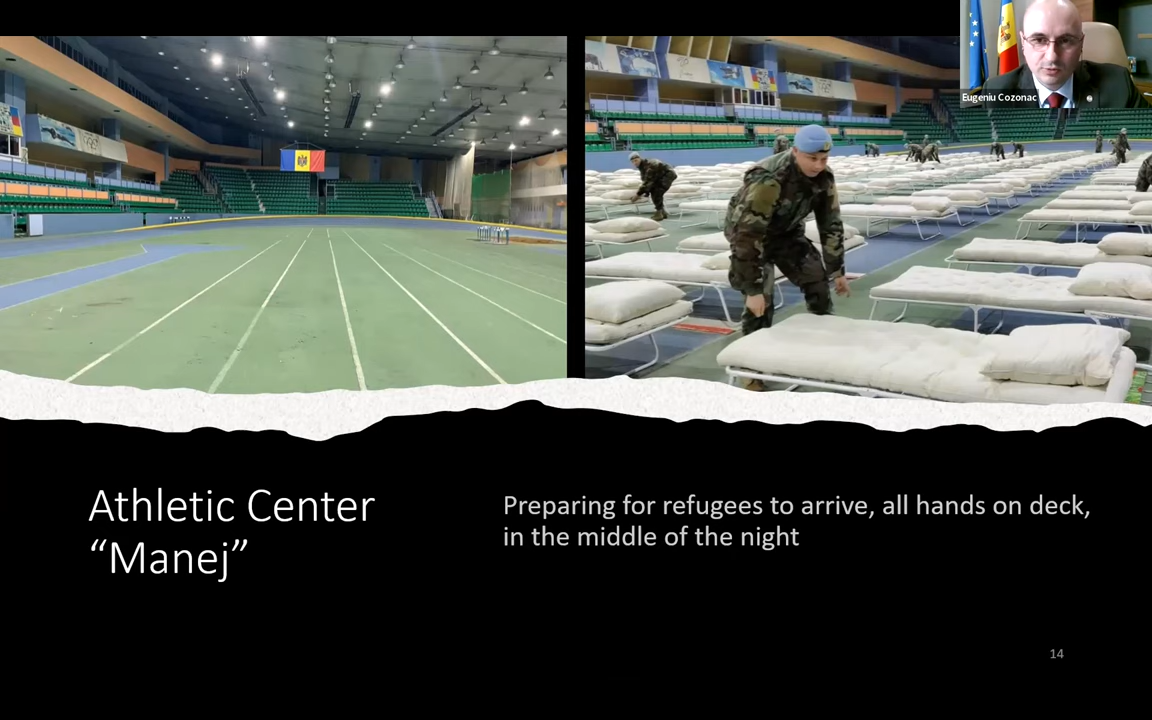 Eugeniu Cozonac
Athletic Center
“Manej”
Preparing for refugees to arrive, all hands on deck,
in the middle of the night
14